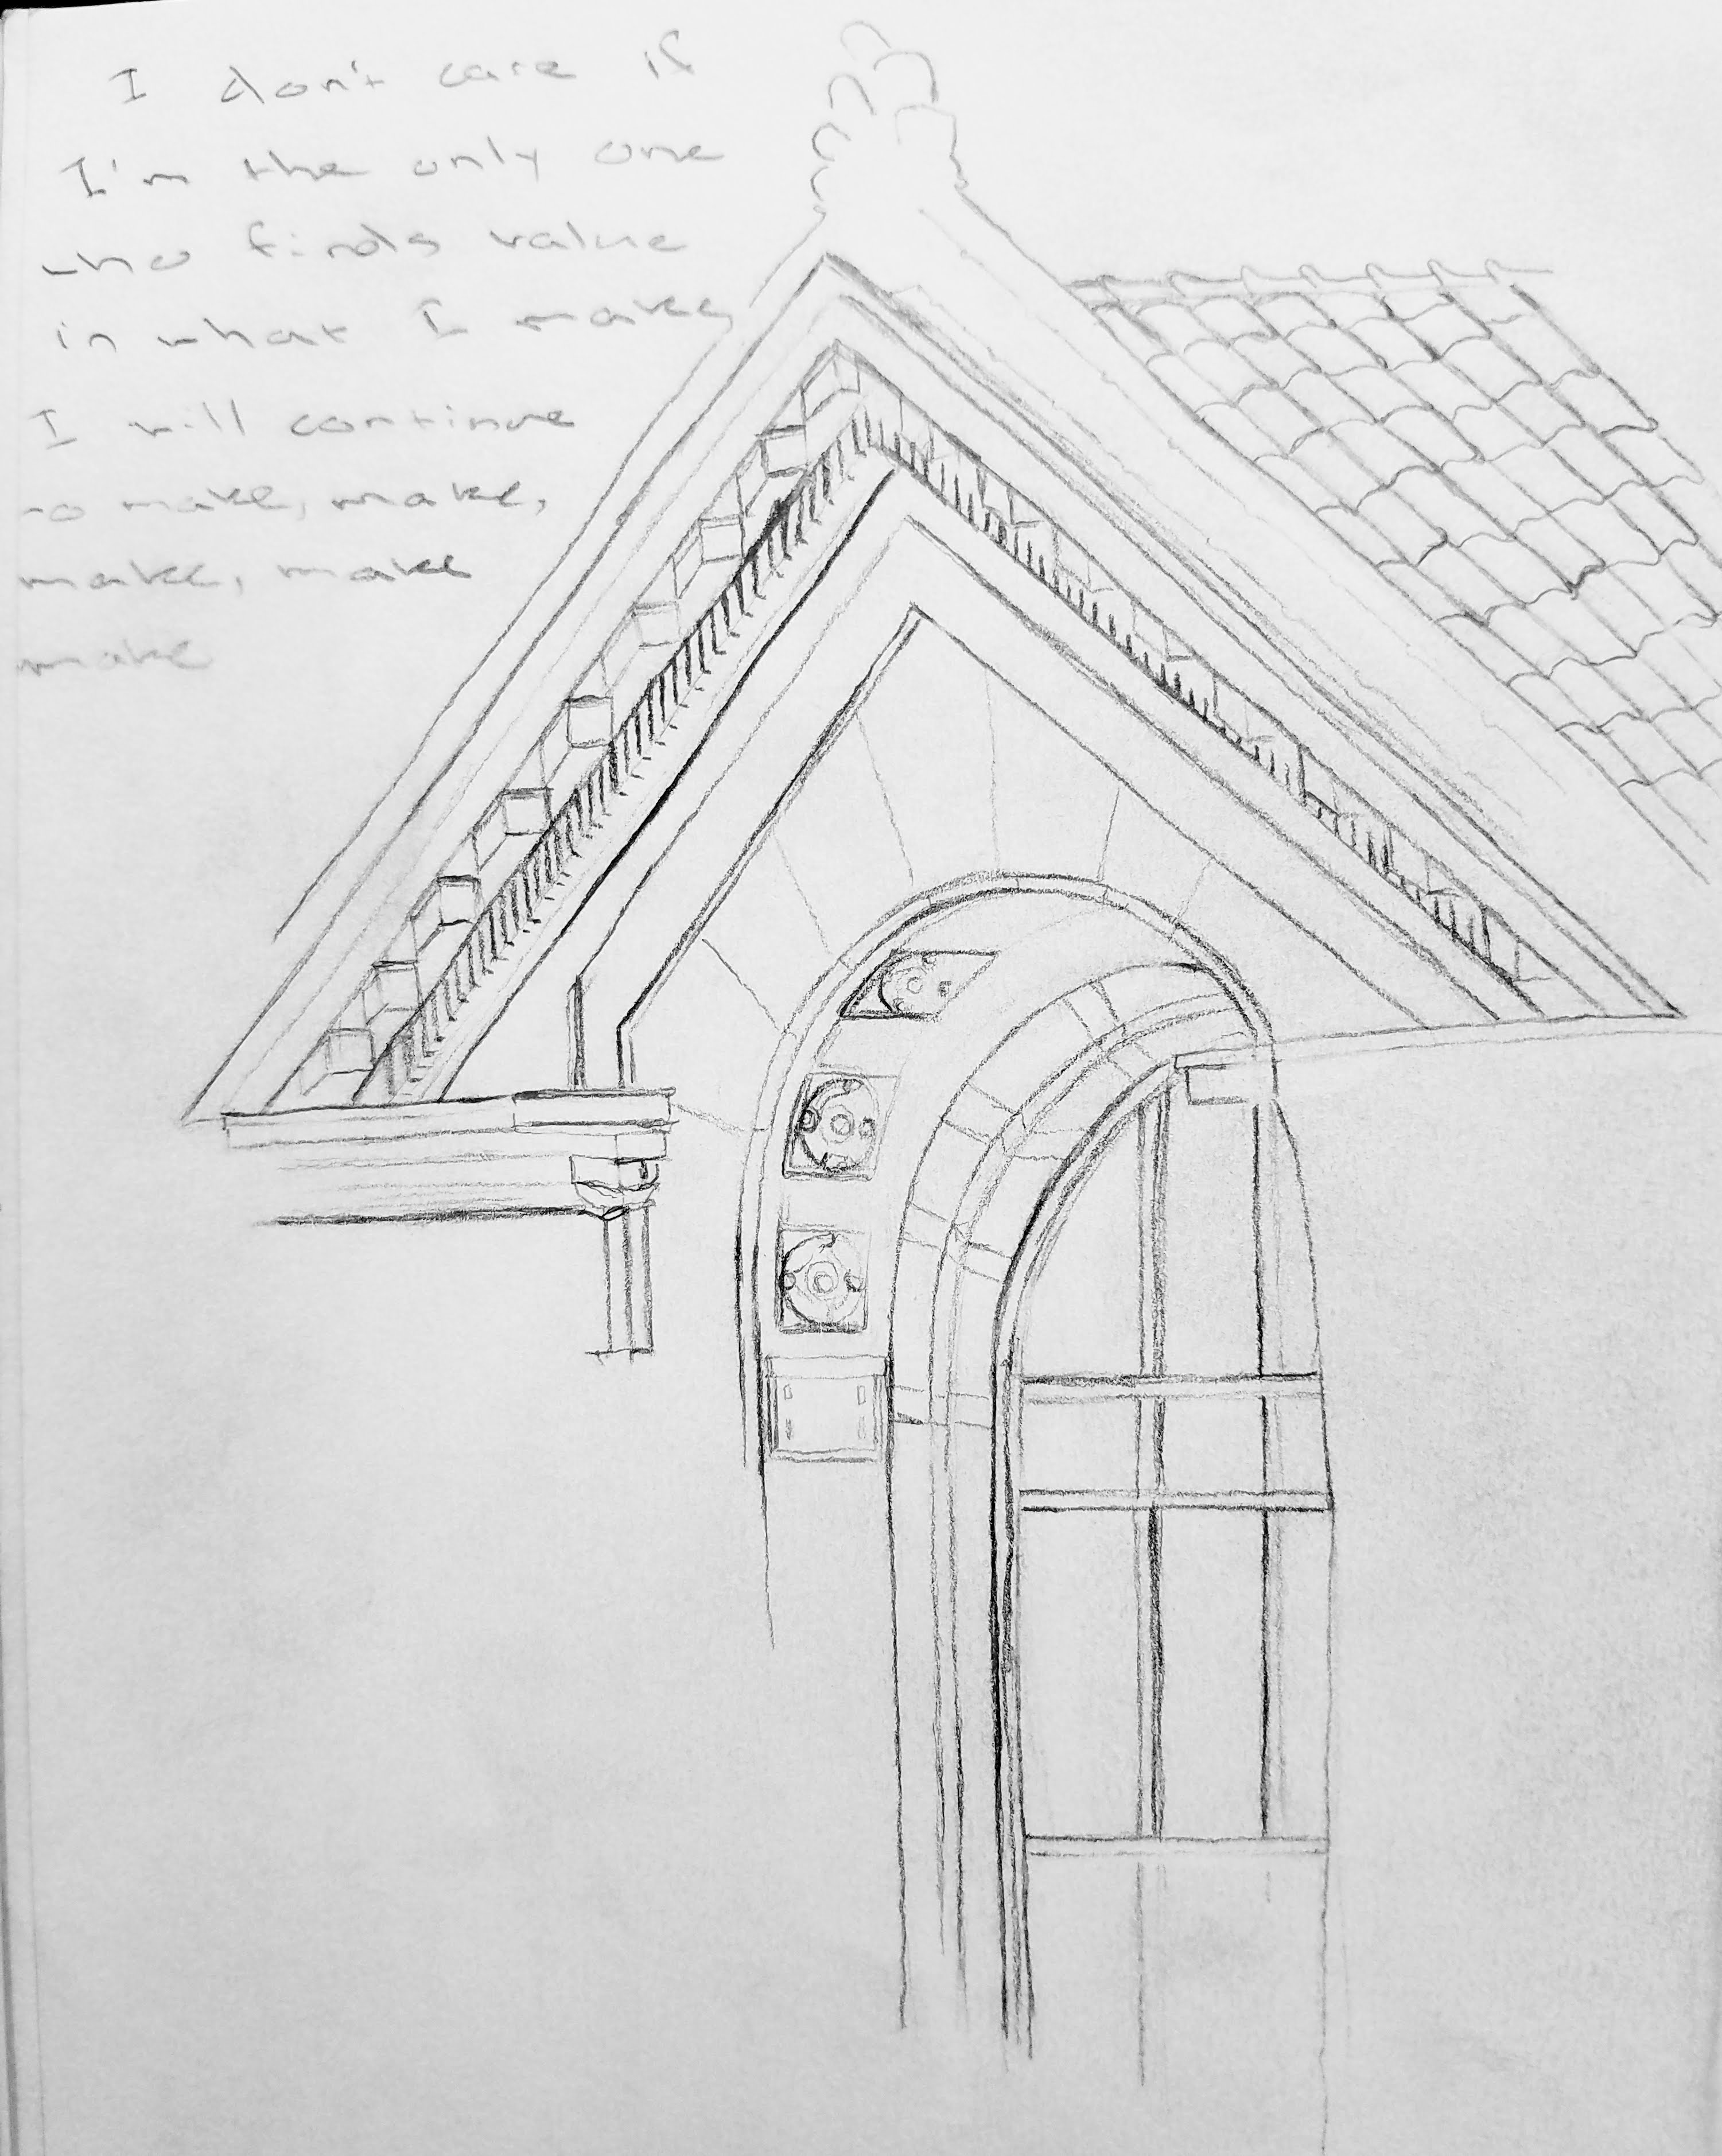 I don't care if
I'm the only one
who finds value
in what I make,
I will continue
to make, make,
make, make
make